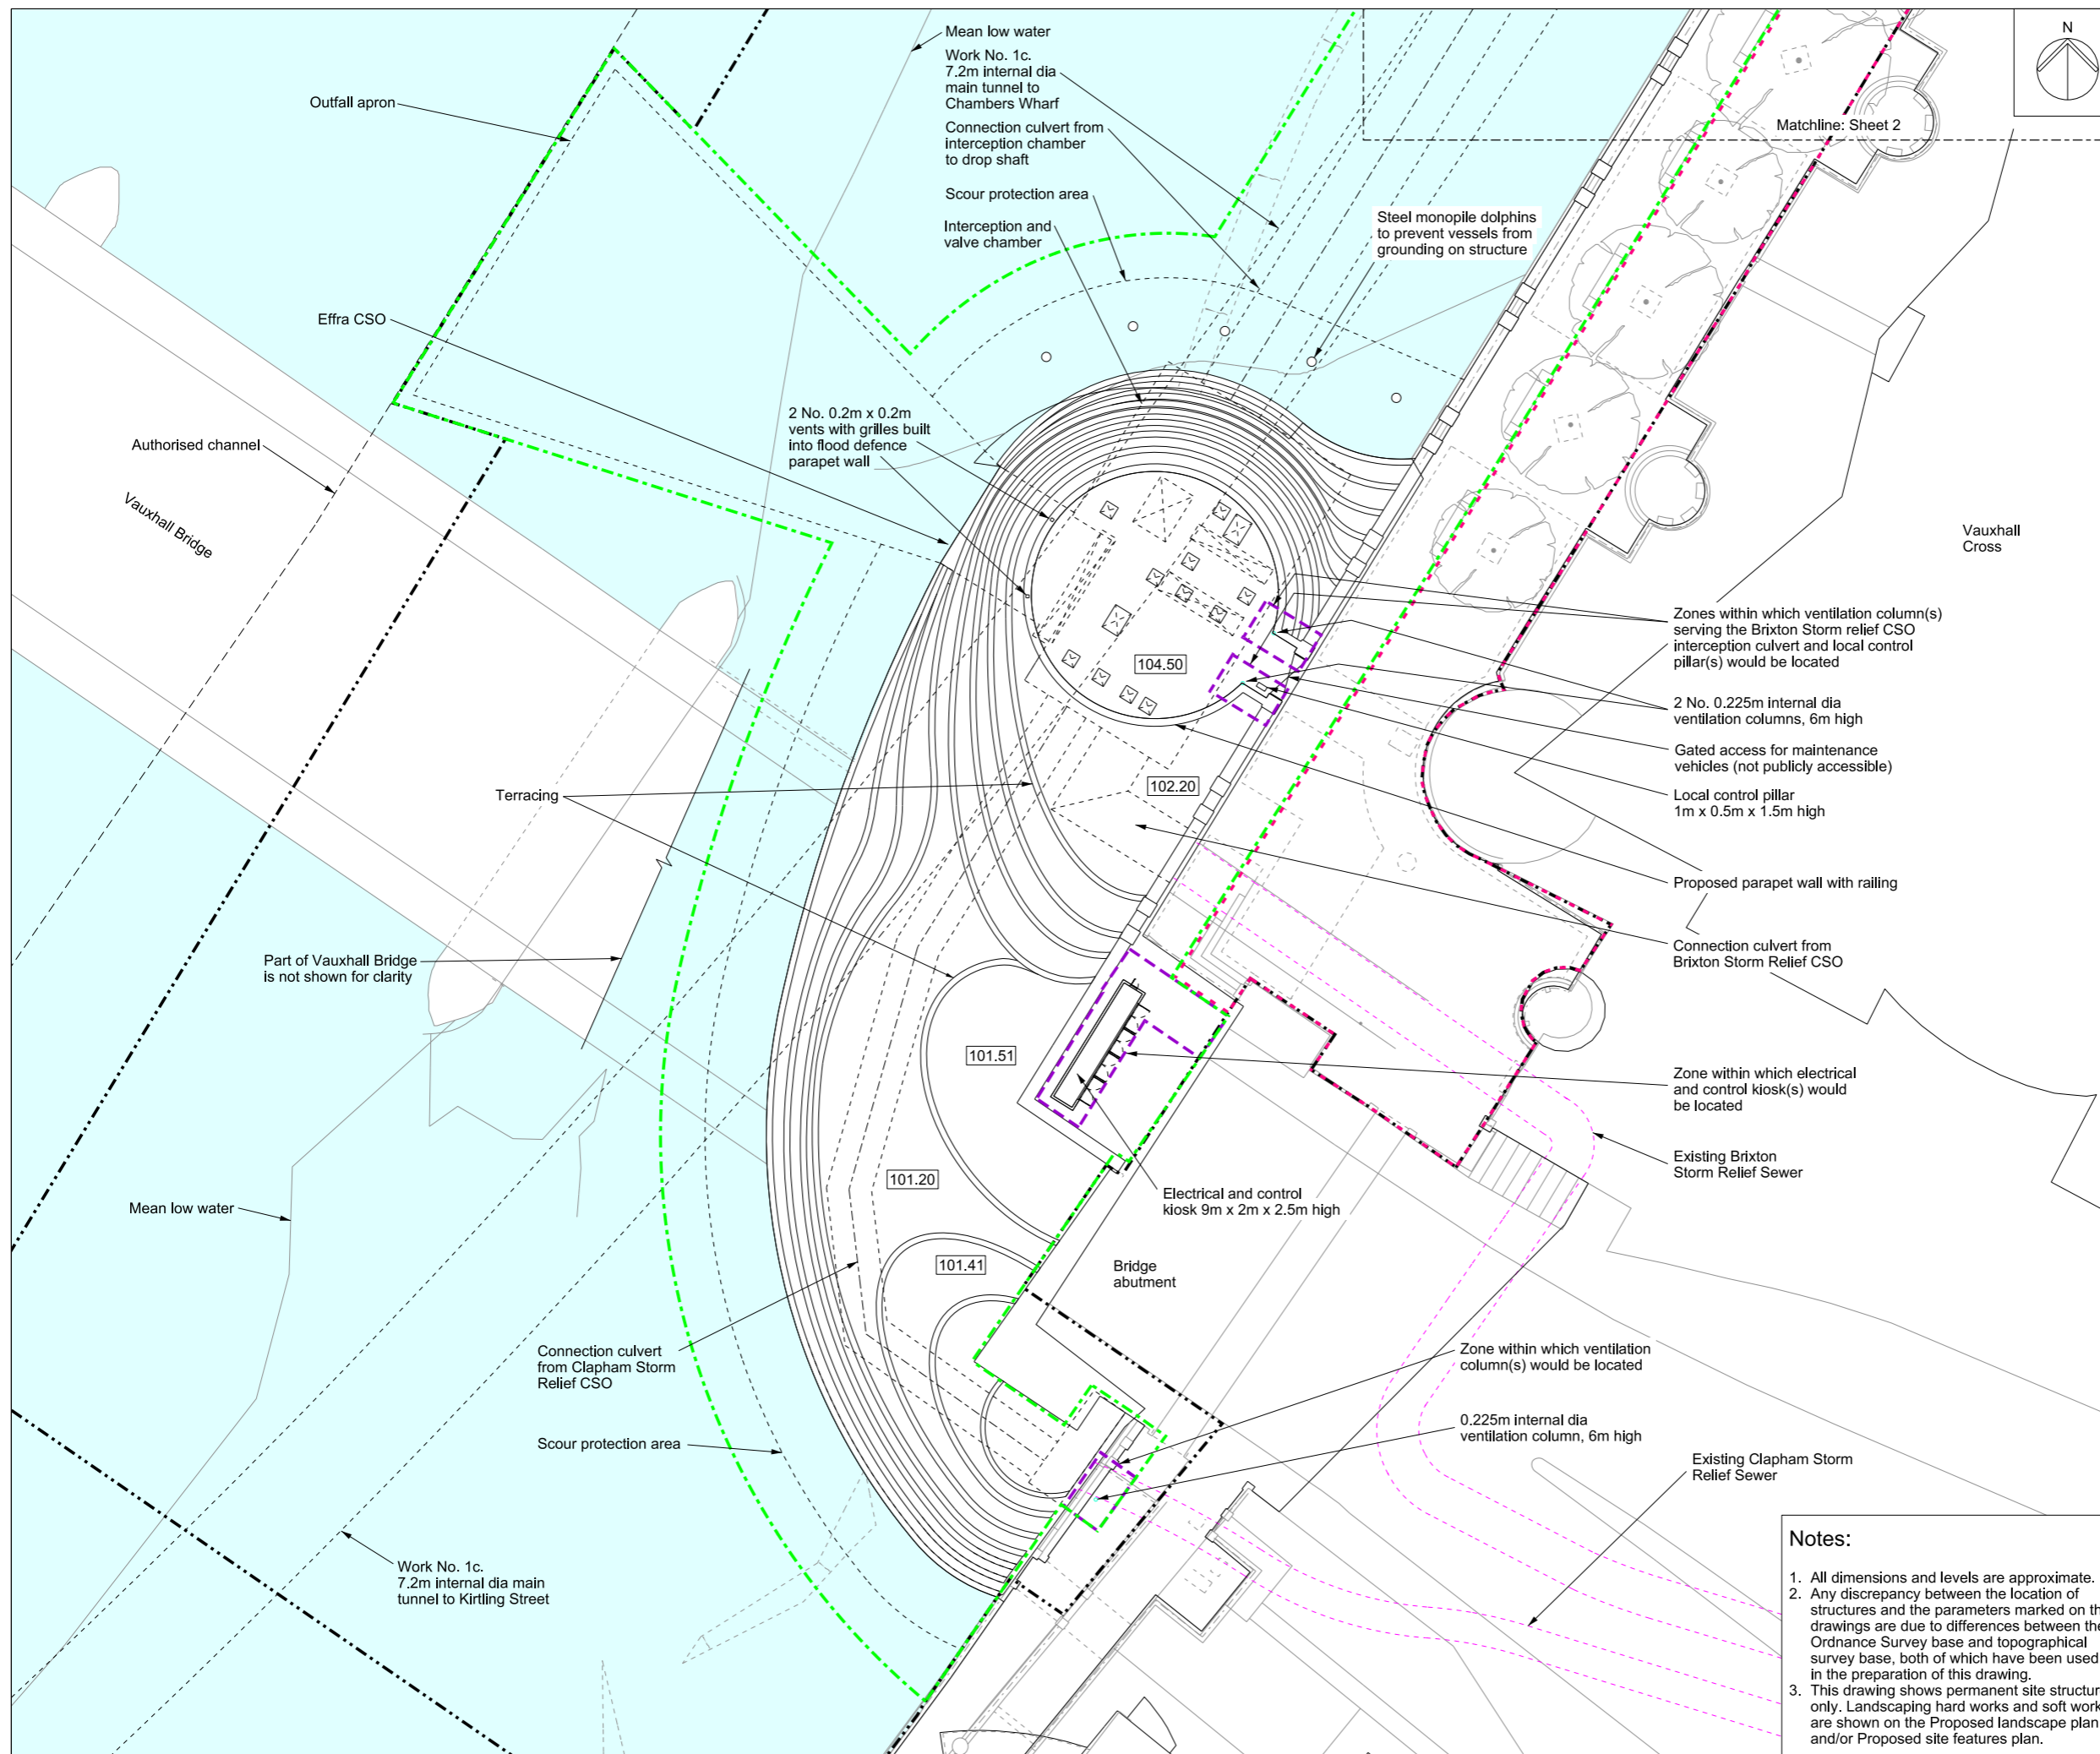 Mean low water
Work No. 1c.
7.2m internal dia
main tunnel to
Chambers Wharf
Connection culvert from
interception chamber
to drop shaft
Scour protection area
Interception and
valve chamber
Outfall apron
N
Matchline: Sheet 2
Steel monopile dolphins
to prevent vessels from
grounding on structure
Effra CSO
2 No. 0.2m x 0.2m
vents with grilles built
into flood defence
parapet wall
Authorised channel
Vauxhall Bridge
Vauxhall
Cross
Zones within which ventilation column(s)
serving the Brixton Storm relief CSO
interception culvert and local control
pillar(s) would be located
104.50
2 No. 0.225m internal dia
ventilation columns, 6m high
Gated access for maintenance
vehicles (not publicly accessible)
102.20
Terracing
Local control pillar
1m x 0.5m x 1.5m high
Proposed parapet wall with railing
Part of Vauxhall Bridge
is not shown for clarity
Connection culvert from
Brixton Storm Relief CSO
101.51
Zone within which electrical
and control kiosk(s) would
be located
Existing Brixton
Storm Relief Sewer
101.20
Mean low water
Electrical and control
kiosk 9m x 2m x 2.5m high
101.41
Bridge
abutment
Connection culvert
from Clapham Storm
Relief CSO
Zone within which ventilation
column(s) would be located
Scour protection area
0.225m internal dia
ventilation column, 6m high
Existing Clapham Storm
Relief Sewer
Work No. 1c.
7.2m internal dia main
tunnel to Kirtling Street
Notes:
1. All dimensions and levels are approximate.
2. Any discrepancy between the location of
structures and the parameters marked on th
drawings are due to differences between the
Ordnance Survey base and topographical
survey base, both of which have been used
in the preparation of this drawing.
3. This drawing shows permanent site structur
only. Landscaping hard works and soft work
are shown on the Proposed landscape plan
and/or Proposed site features plan.